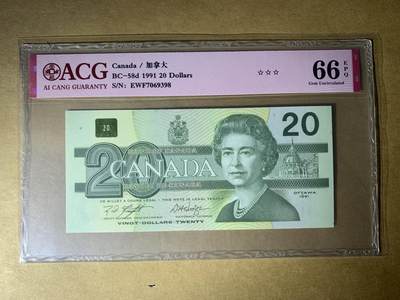 ACG
AI CANG GUARANTY
Canada / 加拿大
BC-58d 1991 20 Dollars
S/N: EWF7069398
☆☆☆
66 EPQ
Gem Uncirculated
20
20
20
CANADA
OTTAWA
1991
VINGT·DOLLARS·TWENTY